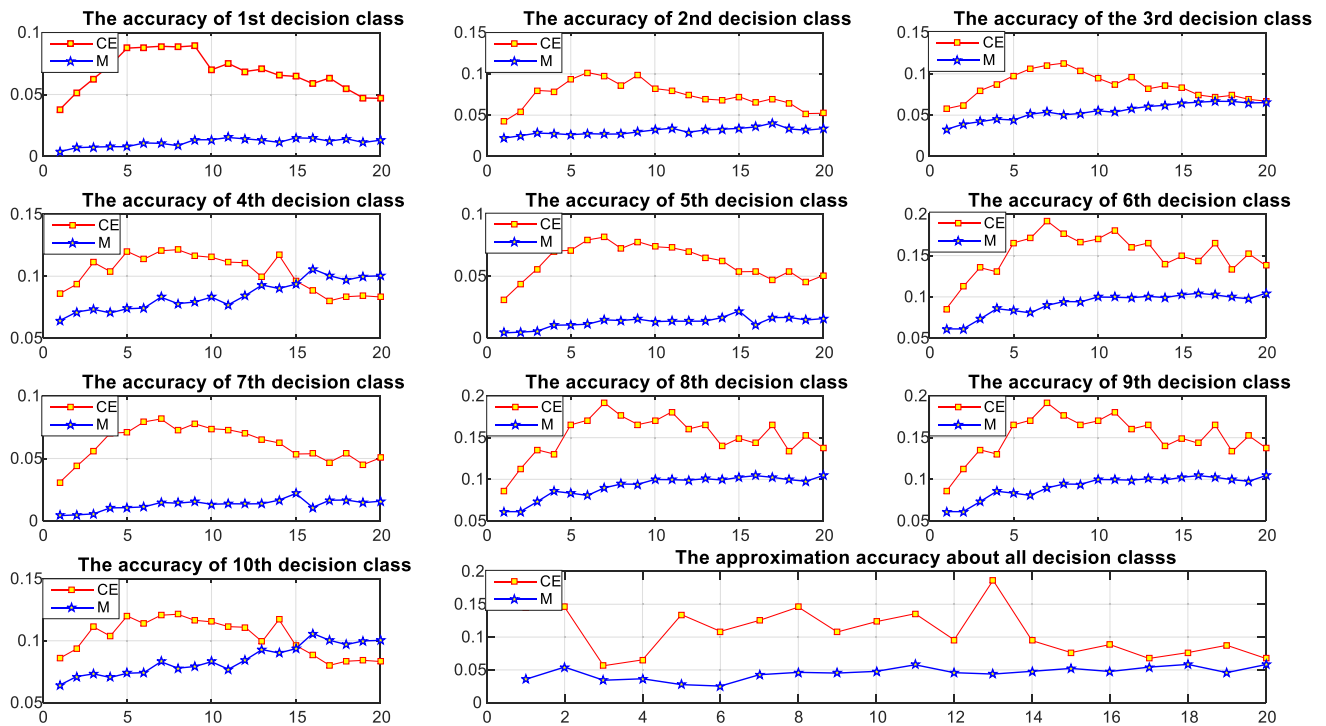 The accuracy of 1st decision class
0.1
0.05
0
CE
M
0 5 10 15 20
The accuracy of 2nd decision class
0.15
0.1
0.05
0
CE
M
0 5 10 15 20
The accuracy of the 3rd decision class
0.15
0.1
0.05
0
CE
M
0 5 10 15 20
The accuracy of 4th decision class
0.15
0.1
0.05
CE
M
0 5 10 15 20
The accuracy of 5th decision class
0.1
0.05
0
CE
M
0 5 10 15 20
The accuracy of 6th decision class
0.2
0.15
0.1
0.05
CE
M
0 5 10 15 20
The accuracy of 7th decision class
0.1
0.05
0
CE
M
0 5 10 15 20
The accuracy of 8th decision class
0.2
0.15
0.1
0.05
CE
M
0 5 10 15 20
The accuracy of 9th decision class
0.2
0.15
0.1
0.05
CE
M
0 5 10 15 20
The accuracy of 10th decision class
0.15
0.1
0.05
CE
M
0 5 10 15 20
The approximation accuracy about all decision classs
0.2
0.15
0.1
0.05
0
CE
M
0 2 4 6 8 10 12 14 16 18 20